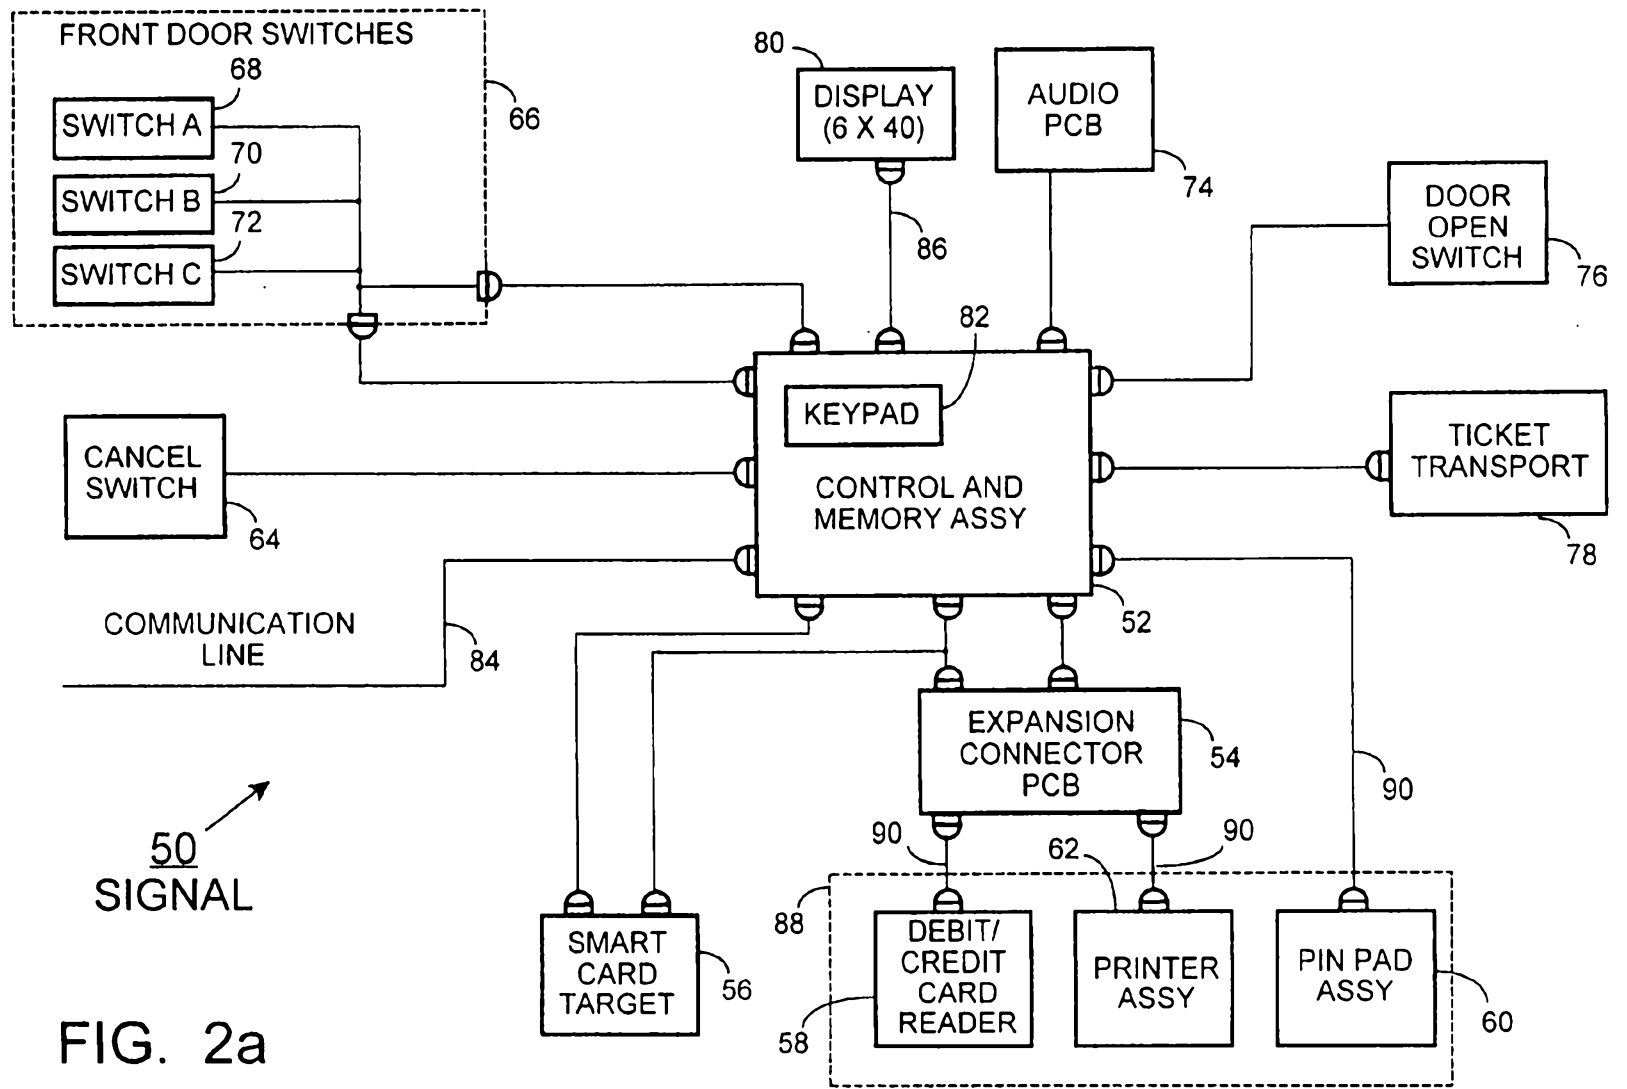 FRONT DOOR SWITCHES
68
SWITCH A
66
70
SWITCH B
72
SWITCH C
80
DISPLAY
(6 X 40)
86
AUDIO
PCB
74
DOOR
OPEN
SWITCH
76
82
KEYPAD
CONTROL AND
MEMORY ASSY
52
CANCEL
SWITCH
64
TICKET
TRANSPORT
78
COMMUNICATION
LINE
84
EXPANSION
CONNECTOR
PCB
54
90
90
62
90
50
SIGNAL
88
SMART
CARD
TARGET
56
DEBIT/
CREDIT
CARD
READER
58
PRINTER
ASSY
PIN PAD
ASSY
60
FIG. 2a